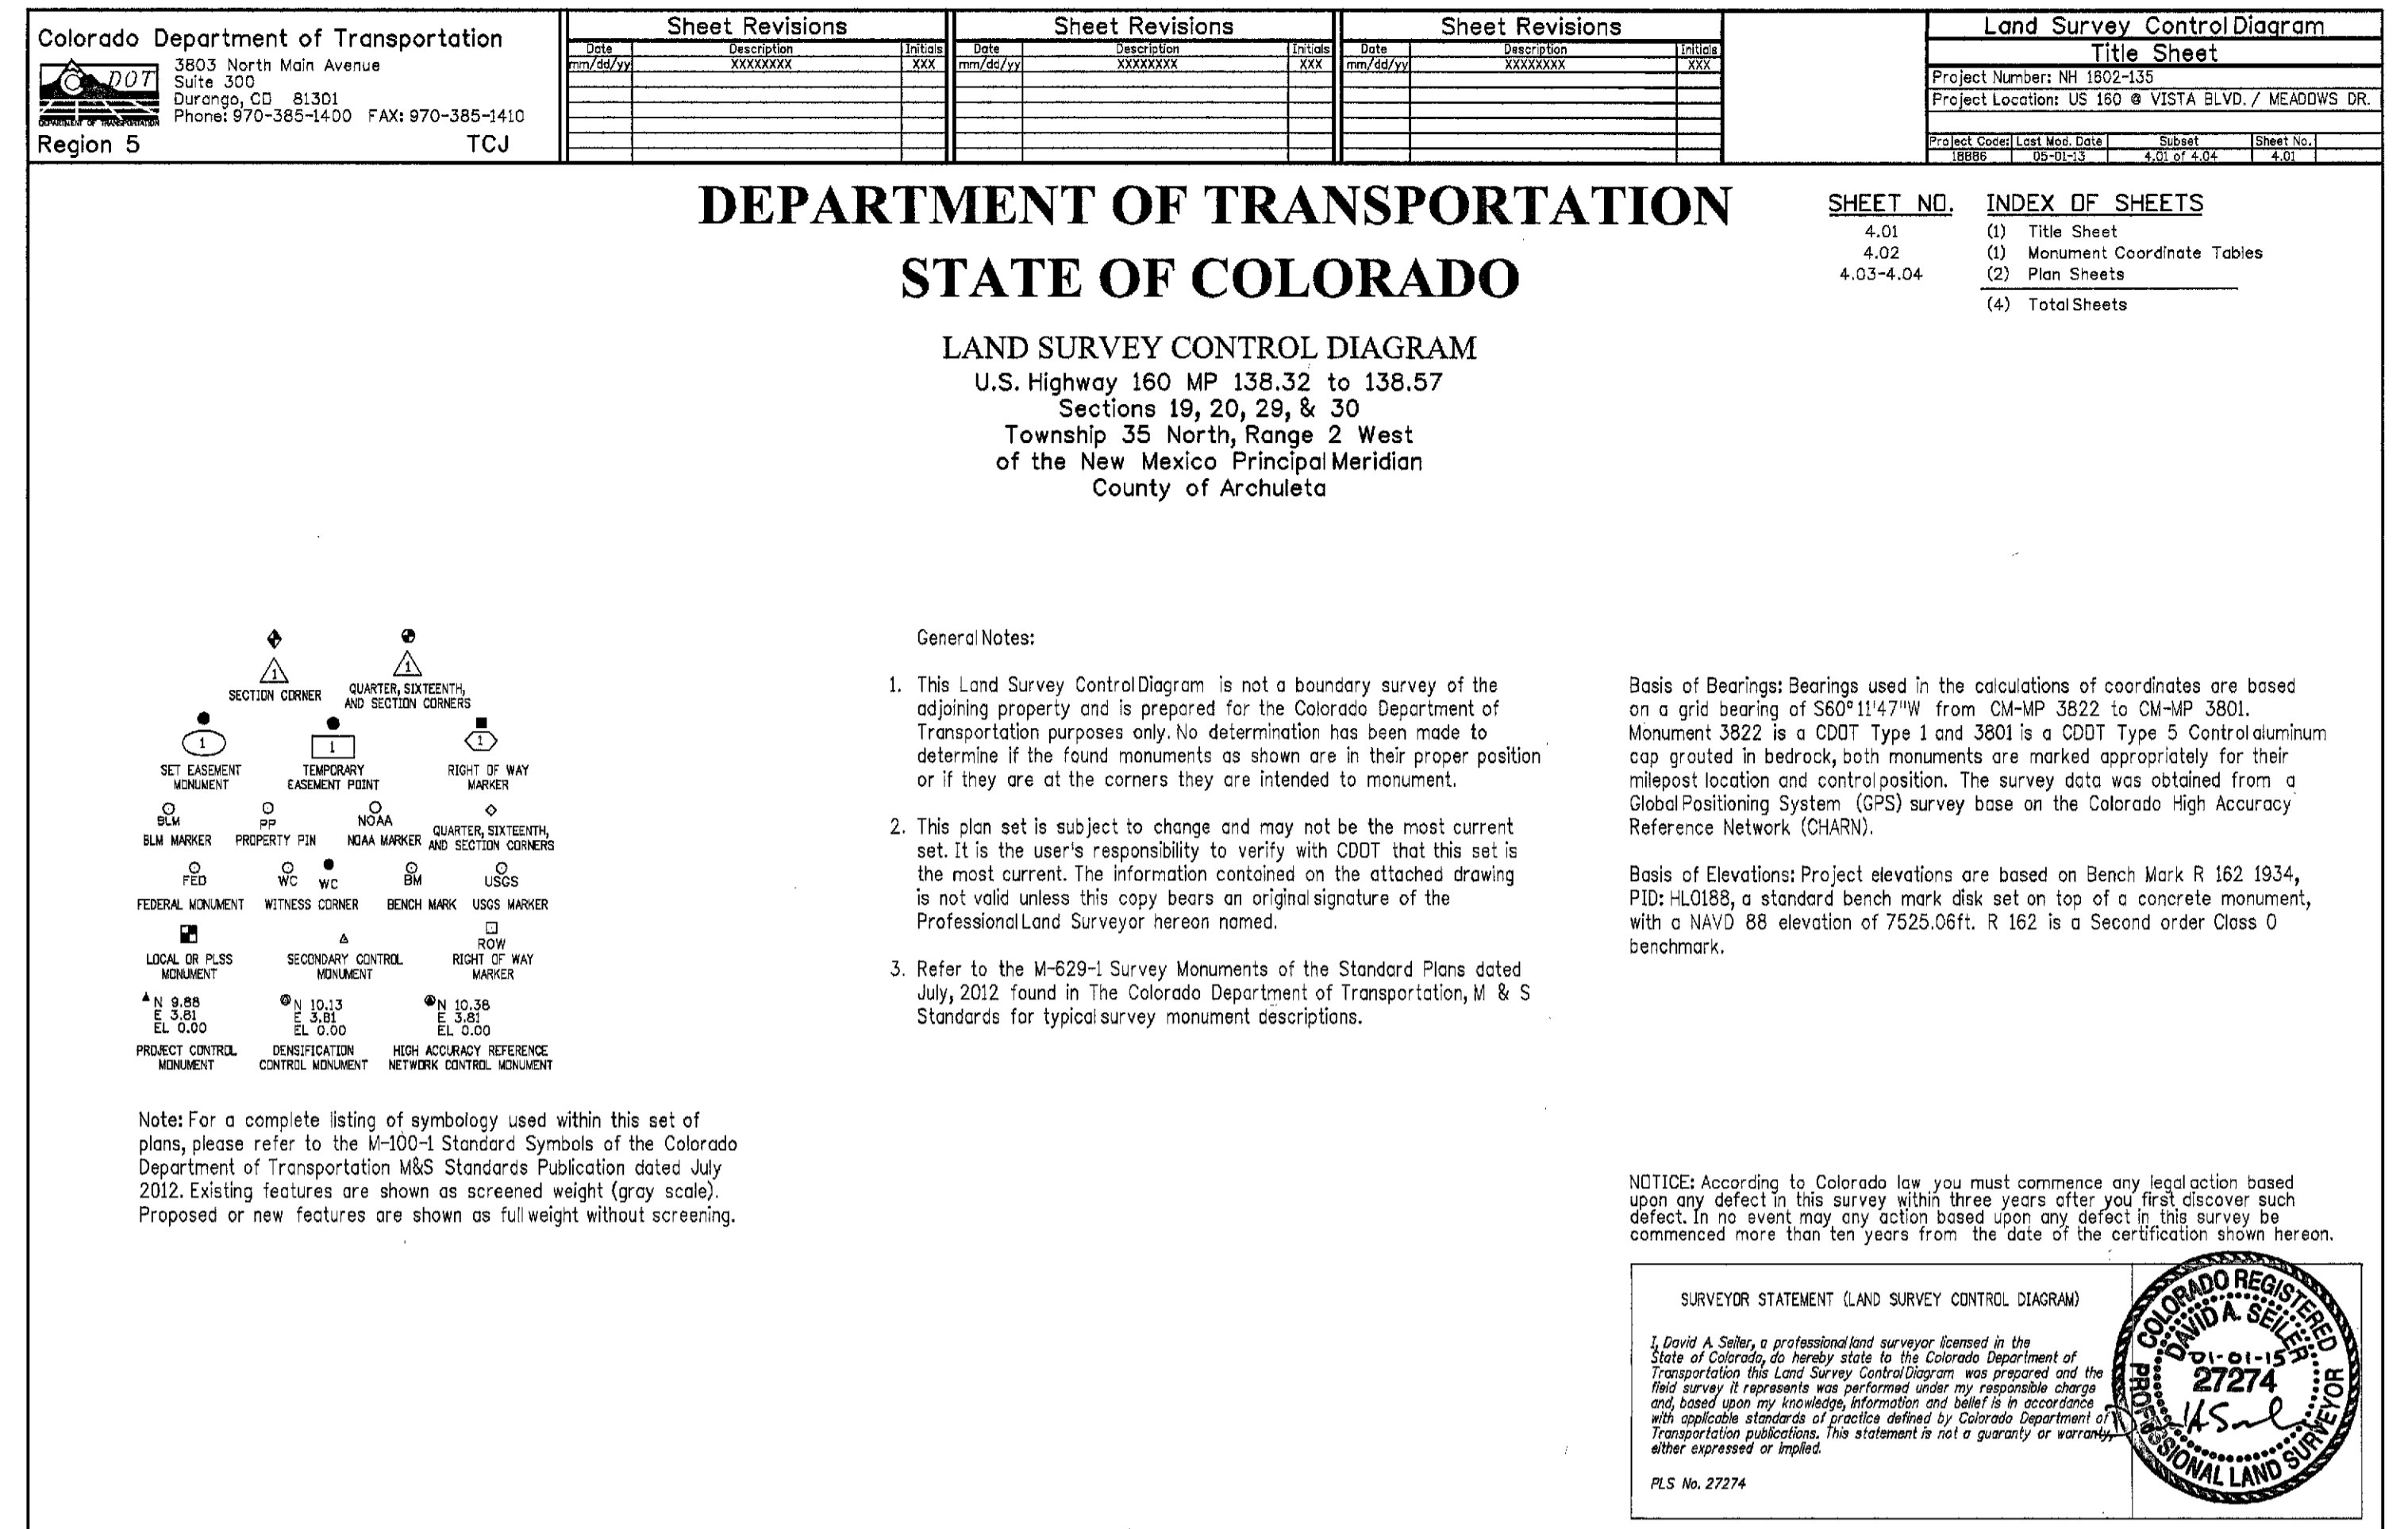 Colorado Department of Transportation
3803 North Main Avenue
Suite 300
Durango, CO 81301
Phone: 970-385-1400 FAX: 970-385-1410
Region 5 TCJ
DOT
DEPARTMENT OF TRANSPORTATION
Sheet Revisions
Date Description Initials
mm/dd/yy XXXXXXXX XXX
Sheet Revisions
Date Description Initials
mm/dd/yy XXXXXXXX XXX
Sheet Revisions
Date Description Initials
mm/dd/yy XXXXXXXX XXX
Land Survey Control Diagram
Title Sheet
Project Number: NH 1602-135
Project Location: US 160 @ VISTA BLVD. / MEADOWS DR.
Project Code: Last Mod. Date Subset Sheet No.
18886 05-01-13 4.01 of 4.04 4.01
DEPARTMENT OF TRANSPORTATION
STATE OF COLORADO
LAND SURVEY CONTROL DIAGRAM
U.S. Highway 160 MP 138.32 to 138.57
Sections 19, 20, 29, & 30
Township 35 North, Range 2 West
of the New Mexico Principal Meridian
County of Archuleta
SHEET NO. INDEX OF SHEETS
4.01 (1) Title Sheet
4.02 (1) Monument Coordinate Tables
4.03-4.04 (2) Plan Sheets
(4) Total Sheets
1 1
SECTION CORNER QUARTER, SIXTEENTH,
AND SECTION CORNERS
1 1 1
SET EASEMENT TEMPORARY RIGHT OF WAY
MONUMENT EASEMENT POINT MARKER
BLM PP NOAA
BLM MARKER PROPERTY PIN NOAA MARKER QUARTER, SIXTEENTH,
AND SECTION CORNERS
FED WC WC BM USGS
FEDERAL MONUMENT WITNESS CORNER BENCH MARK USGS MARKER
ROW
LOCAL OR PLSS SECONDARY CONTROL RIGHT OF WAY
MONUMENT MONUMENT MARKER
N 9.88 N 10.13 N 10.38
E 3.81 E 3.81 E 3.81
EL 0.00 EL 0.00 EL 0.00
PROJECT CONTROL DENSIFICATION HIGH ACCURACY REFERENCE
MONUMENT CONTROL MONUMENT NETWORK CONTROL MONUMENT
Note: For a complete listing of symbology used within this set of
plans, please refer to the M-100-1 Standard Symbols of the Colorado
Department of Transportation M&S Standards Publication dated July
2012. Existing features are shown as screened weight (gray scale).
Proposed or new features are shown as full weight without screening.
General Notes:
1. This Land Survey Control Diagram is not a boundary survey of the
adjoining property and is prepared for the Colorado Department of
Transportation purposes only. No determination has been made to
determine if the found monuments as shown are in their proper position
or if they are at the corners they are intended to monument.
2. This plan set is subject to change and may not be the most current
set. It is the user's responsibility to verify with CDOT that this set is
the most current. The information contained on the attached drawing
is not valid unless this copy bears an original signature of the
Professional Land Surveyor hereon named.
3. Refer to the M-629-1 Survey Monuments of the Standard Plans dated
July, 2012 found in The Colorado Department of Transportation, M & S
Standards for typical survey monument descriptions.
Basis of Bearings: Bearings used in the calculations of coordinates are based
on a grid bearing of S60°11'47"W from CM-MP 3822 to CM-MP 3801.
Monument 3822 is a CDOT Type 1 and 3801 is a CDOT Type 5 Control aluminum
cap grouted in bedrock, both monuments are marked appropriately for their
milepost location and control position. The survey data was obtained from a
Global Positioning System (GPS) survey base on the Colorado High Accuracy
Reference Network (CHARN).
Basis of Elevations: Project elevations are based on Bench Mark R 162 1934,
PID: HL0188, a standard bench mark disk set on top of a concrete monument,
with a NAVD 88 elevation of 7525.06ft. R 162 is a Second order Class 0
benchmark.
NOTICE: According to Colorado law you must commence any legal action based
upon any defect in this survey within three years after you first discover such
defect. In no event may any action based upon any defect in this survey be
commenced more than ten years from the date of the certification shown hereon.
SURVEYOR STATEMENT (LAND SURVEY CONTROL DIAGRAM)
I, David A. Seiler, a professional land surveyor licensed in the
State of Colorado, do hereby state to the Colorado Department of
Transportation this Land Survey Control Diagram was prepared and the
field survey it represents was performed under my responsible charge
and, based upon my knowledge, information and belief is in accordance
with applicable standards of practice defined by Colorado Department of
Transportation publications. This statement is not a guaranty or warranty,
either expressed or implied.
PLS No. 27274
COLORADO REGISTERED
DAVID A. SEILER
01-01-15
27274
PROFESSIONAL LAND SURVEYOR